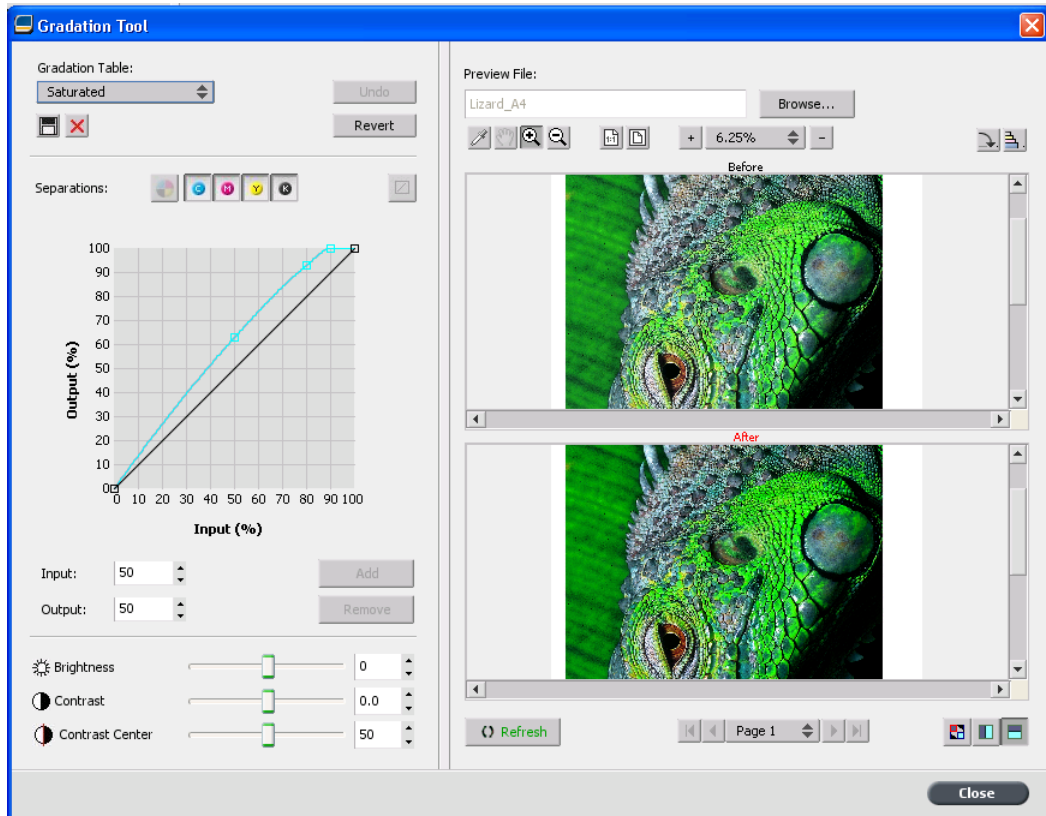 Gradation Tool
Gradation Table:
Saturated
Undo
Revert
Separations:
C M Y K
100
90
80
70
60
50
40
30
20
10
0
Output (%)
0 10 20 30 40 50 60 70 80 90 100
Input (%)
Input: 50
Add
Output: 50
Remove
Brightness 0
Contrast 0.0
Contrast Center 50
Preview File:
Lizard_A4
Browse...
1:1
+ 6.25% -
Before
After
Refresh
Page 1
Close